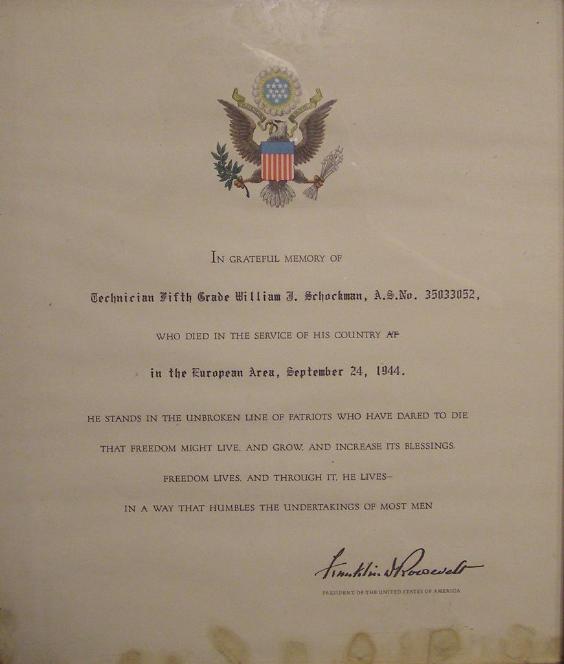 IN GRATEFUL MEMORY OF
Technician Fifth Grade William J. Schockman, A.S.No. 35033052,
WHO DIED IN THE SERVICE OF HIS COUNTRY AT
in the European Area, September 24, 1944.
HE STANDS IN THE UNBROKEN LINE OF PATRIOTS WHO HAVE DARED TO DIE
THAT FREEDOM MIGHT LIVE, AND GROW, AND INCREASE ITS BLESSINGS.
FREEDOM LIVES, AND THROUGH IT, HE LIVES—
IN A WAY THAT HUMBLES THE UNDERTAKINGS OF MOST MEN
Franklin D Roosevelt
PRESIDENT OF THE UNITED STATES OF AMERICA